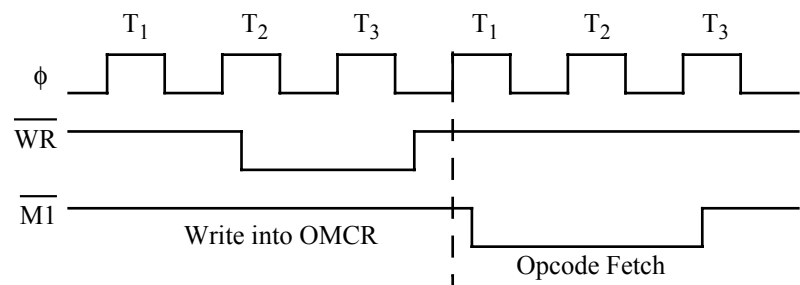 T1 T2 T3 T1 T2 T3
ϕ
WR
M1
Write into OMCR
Opcode Fetch